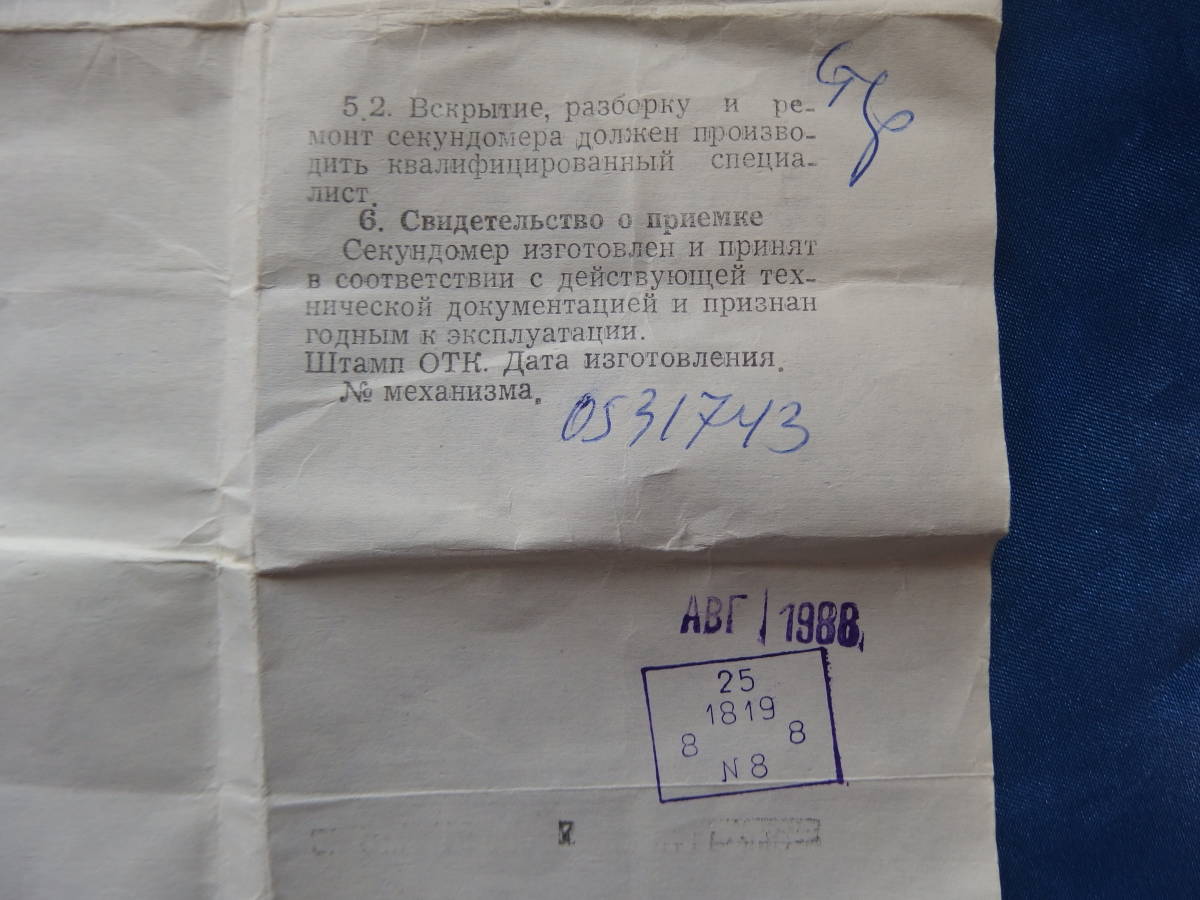 5.2. Вскрытие, разборку и ре-
монт секундомера должен произво-
дить квалифицированный специа-
лист.
6. Свидетельство о приемке
Секундомер изготовлен и принят
в соответствии с действующей тех-
нической документацией и признан
годным к эксплуатации.
Штамп ОТК. Дата изготовления.
№ механизма.
0531743
АВГ / 1988
25
1819
8 8
N 8